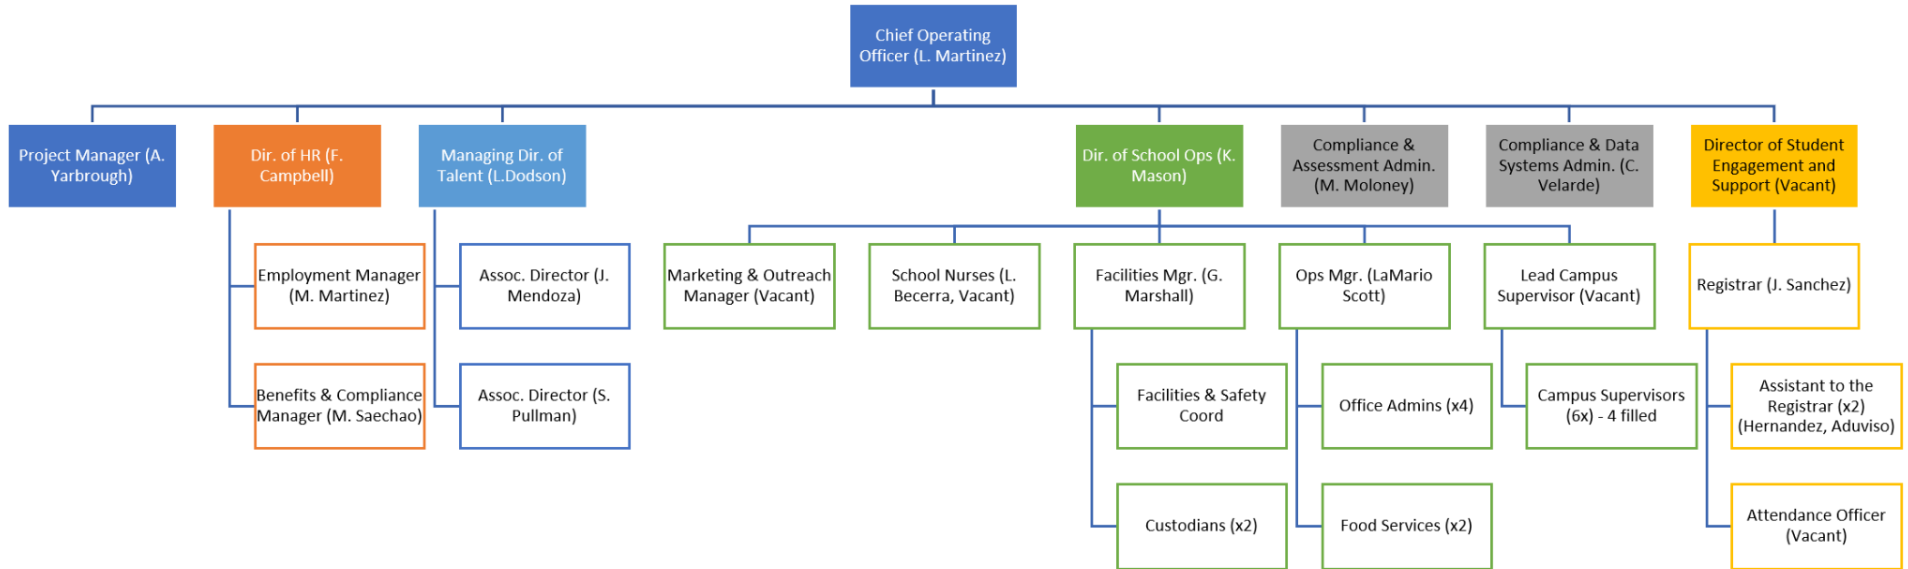 Chief Operating
Officer (L. Martinez)
Project Manager (A.
Yarbrough)
Dir. of HR (F.
Campbell)
Managing Dir. of
Talent (L.Dodson)
Dir. of School Ops (K.
Mason)
Compliance &
Assessment Admin.
(M. Moloney)
Compliance & Data
Systems Admin. (C.
Velarde)
Director of Student
Engagement and
Support (Vacant)
Employment Manager
(M. Martinez)
Assoc. Director (J.
Mendoza)
Marketing & Outreach
Manager (Vacant)
School Nurses (L.
Becerra, Vacant)
Facilities Mgr. (G.
Marshall)
Ops Mgr. (LaMario
Scott)
Lead Campus
Supervisor (Vacant)
Registrar (J. Sanchez)
Benefits & Compliance
Manager (M. Saechao)
Assoc. Director (S.
Pullman)
Facilities & Safety
Coord
Office Admins (x4)
Campus Supervisors
(6x) - 4 filled
Assistant to the
Registrar (x2)
(Hernandez, Aduviso)
Custodians (x2)
Food Services (x2)
Attendance Officer
(Vacant)